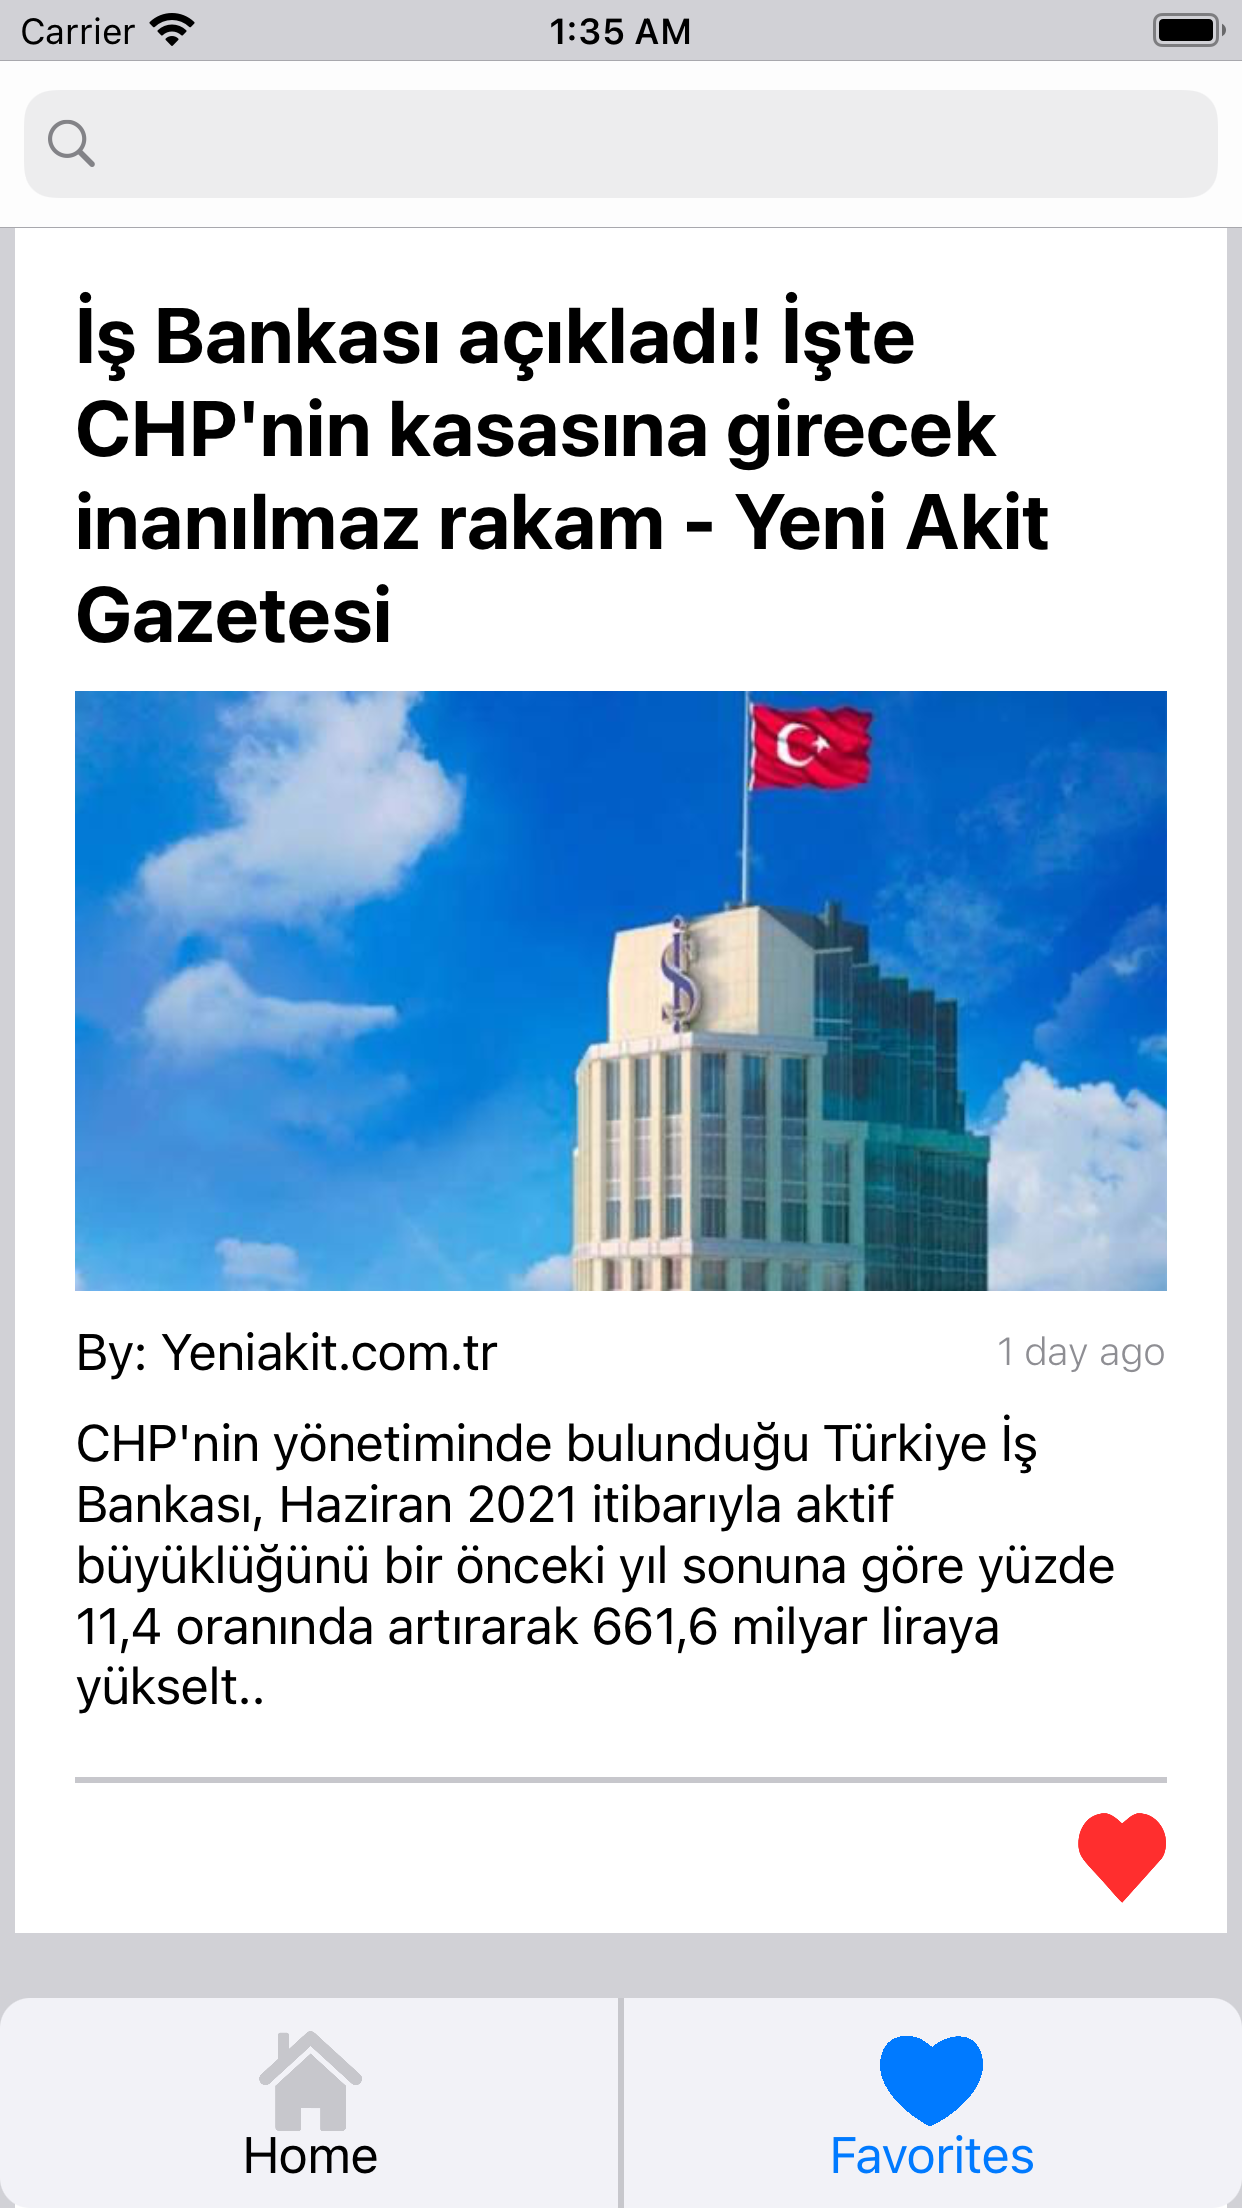 Carrier
1:35 AM
İş Bankası açıkladı! İşte
CHP'nin kasasına girecek
inanılmaz rakam - Yeni Akit
Gazetesi
İŞ
By: Yeniakit.com.tr
1 day ago
CHP'nin yönetiminde bulunduğu Türkiye İş
Bankası, Haziran 2021 itibarıyla aktif
büyüklüğünü bir önceki yıl sonuna göre yüzde
11,4 oranında artırarak 661,6 milyar liraya
yükselt..
Home
Favorites